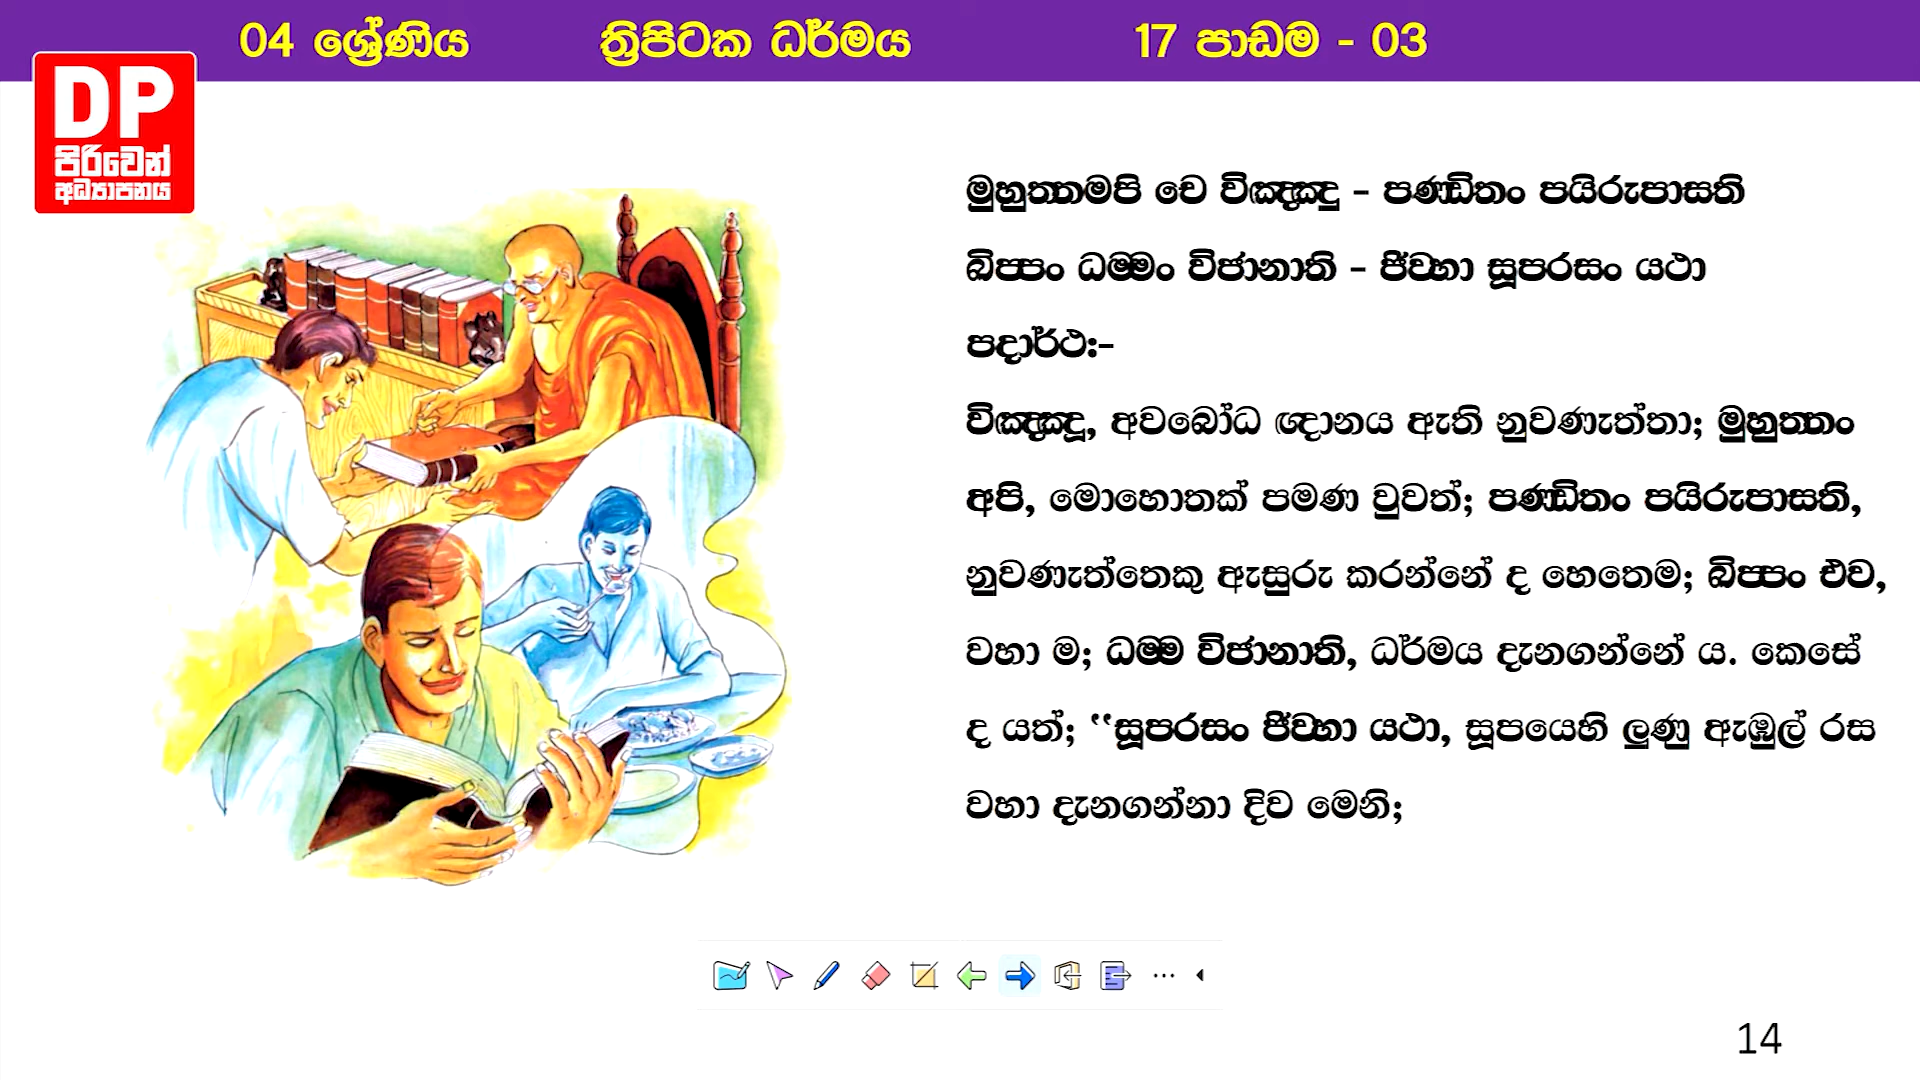 04 ශ්‍රේණිය ත්‍රිපිටක ධර්මය 17 පාඩම - 03
DP
පිරිවෙන්
අධ්‍යාපනය
මුහුත්තමපි චෙ විඤ්ඤු - පණ්ඩිතං පයිරුපාසති
ඛිප්පං ධම්මං විජානාති - ජිව්හා සූපරසං යථා
පදාර්ථ:-
විඤ්ඤූ, අවබෝධ ඥානය ඇති නුවණැත්තා; මුහුත්තං
අපි, මොහොතක් පමණ වුවත්; පණ්ඩිතං පයිරුපාසති,
නුවණැත්තෙකු ඇසුරු කරන්නේ ද හෙතෙම; ඛිප්පං එව,
වහා ම; ධම්ම විජානාති, ධර්මය දැනගන්නේ ය. කෙසේ
ද යත්; “සූපරසං ජිව්හා යථා, සූපයෙහි ලුණු ඇඹුල් රස
වහා දැනගන්නා දිව මෙනි;
14